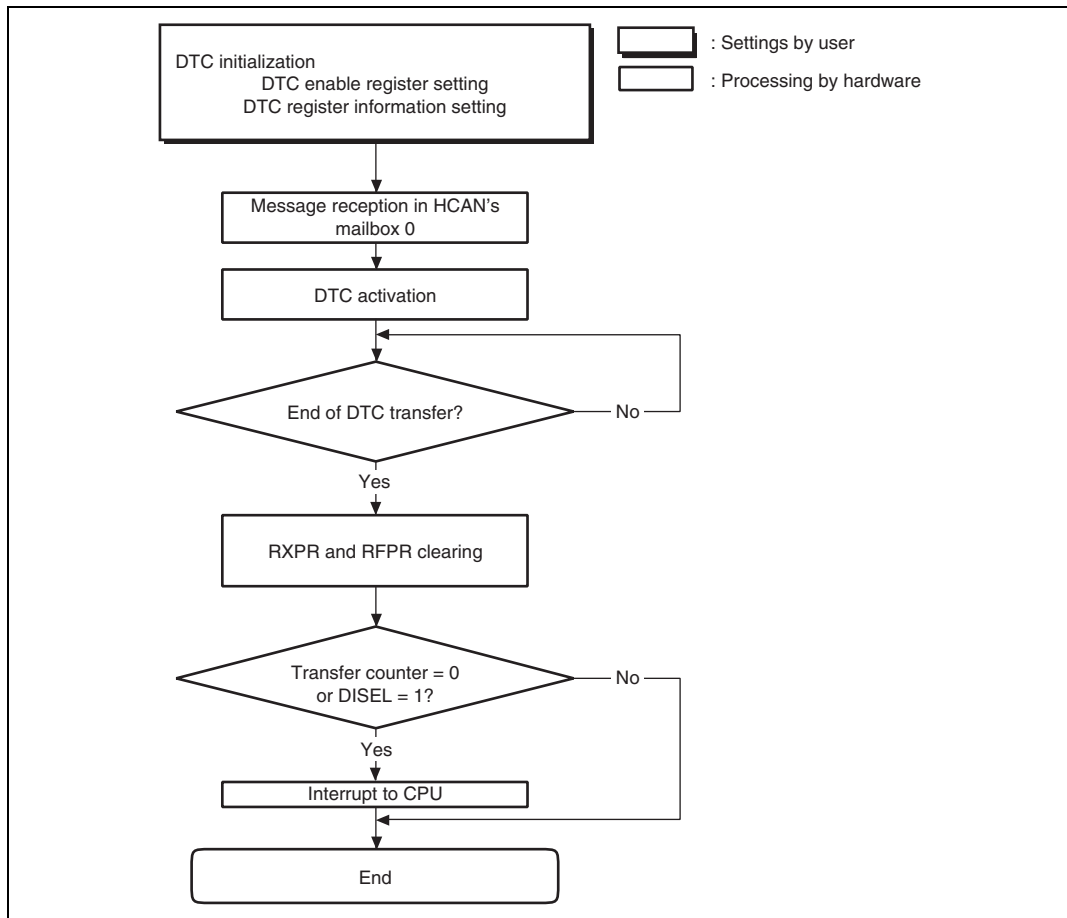 DTC initialization
DTC enable register setting
DTC register information setting
: Settings by user
: Processing by hardware
Message reception in HCAN's
mailbox 0
DTC activation
End of DTC transfer?
No
Yes
RXPR and RFPR clearing
Transfer counter = 0
or DISEL = 1?
No
Yes
Interrupt to CPU
End